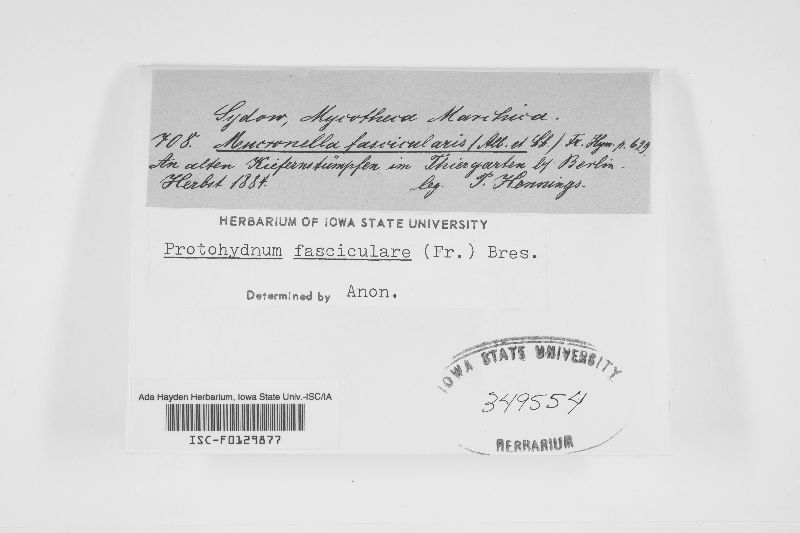 Sydow, Mycotheca Marchica.
708. Mucronella fascicularis (Alb. et Sch.) Fr. Hym. p. 629.
An alten Kiefernstümpfen im Thiergarten b/ Berlin.
Herbst 1884. leg. P. Hennings.
HERBARIUM OF IOWA STATE UNIVERSITY
Protohydnum fasciculare (Fr.) Bres.
Determined by Anon.
IOWA STATE UNIVERSITY
349554
HERBARIUM
Ada Hayden Herbarium, Iowa State Univ.-ISC/IA
ISC-F0129877